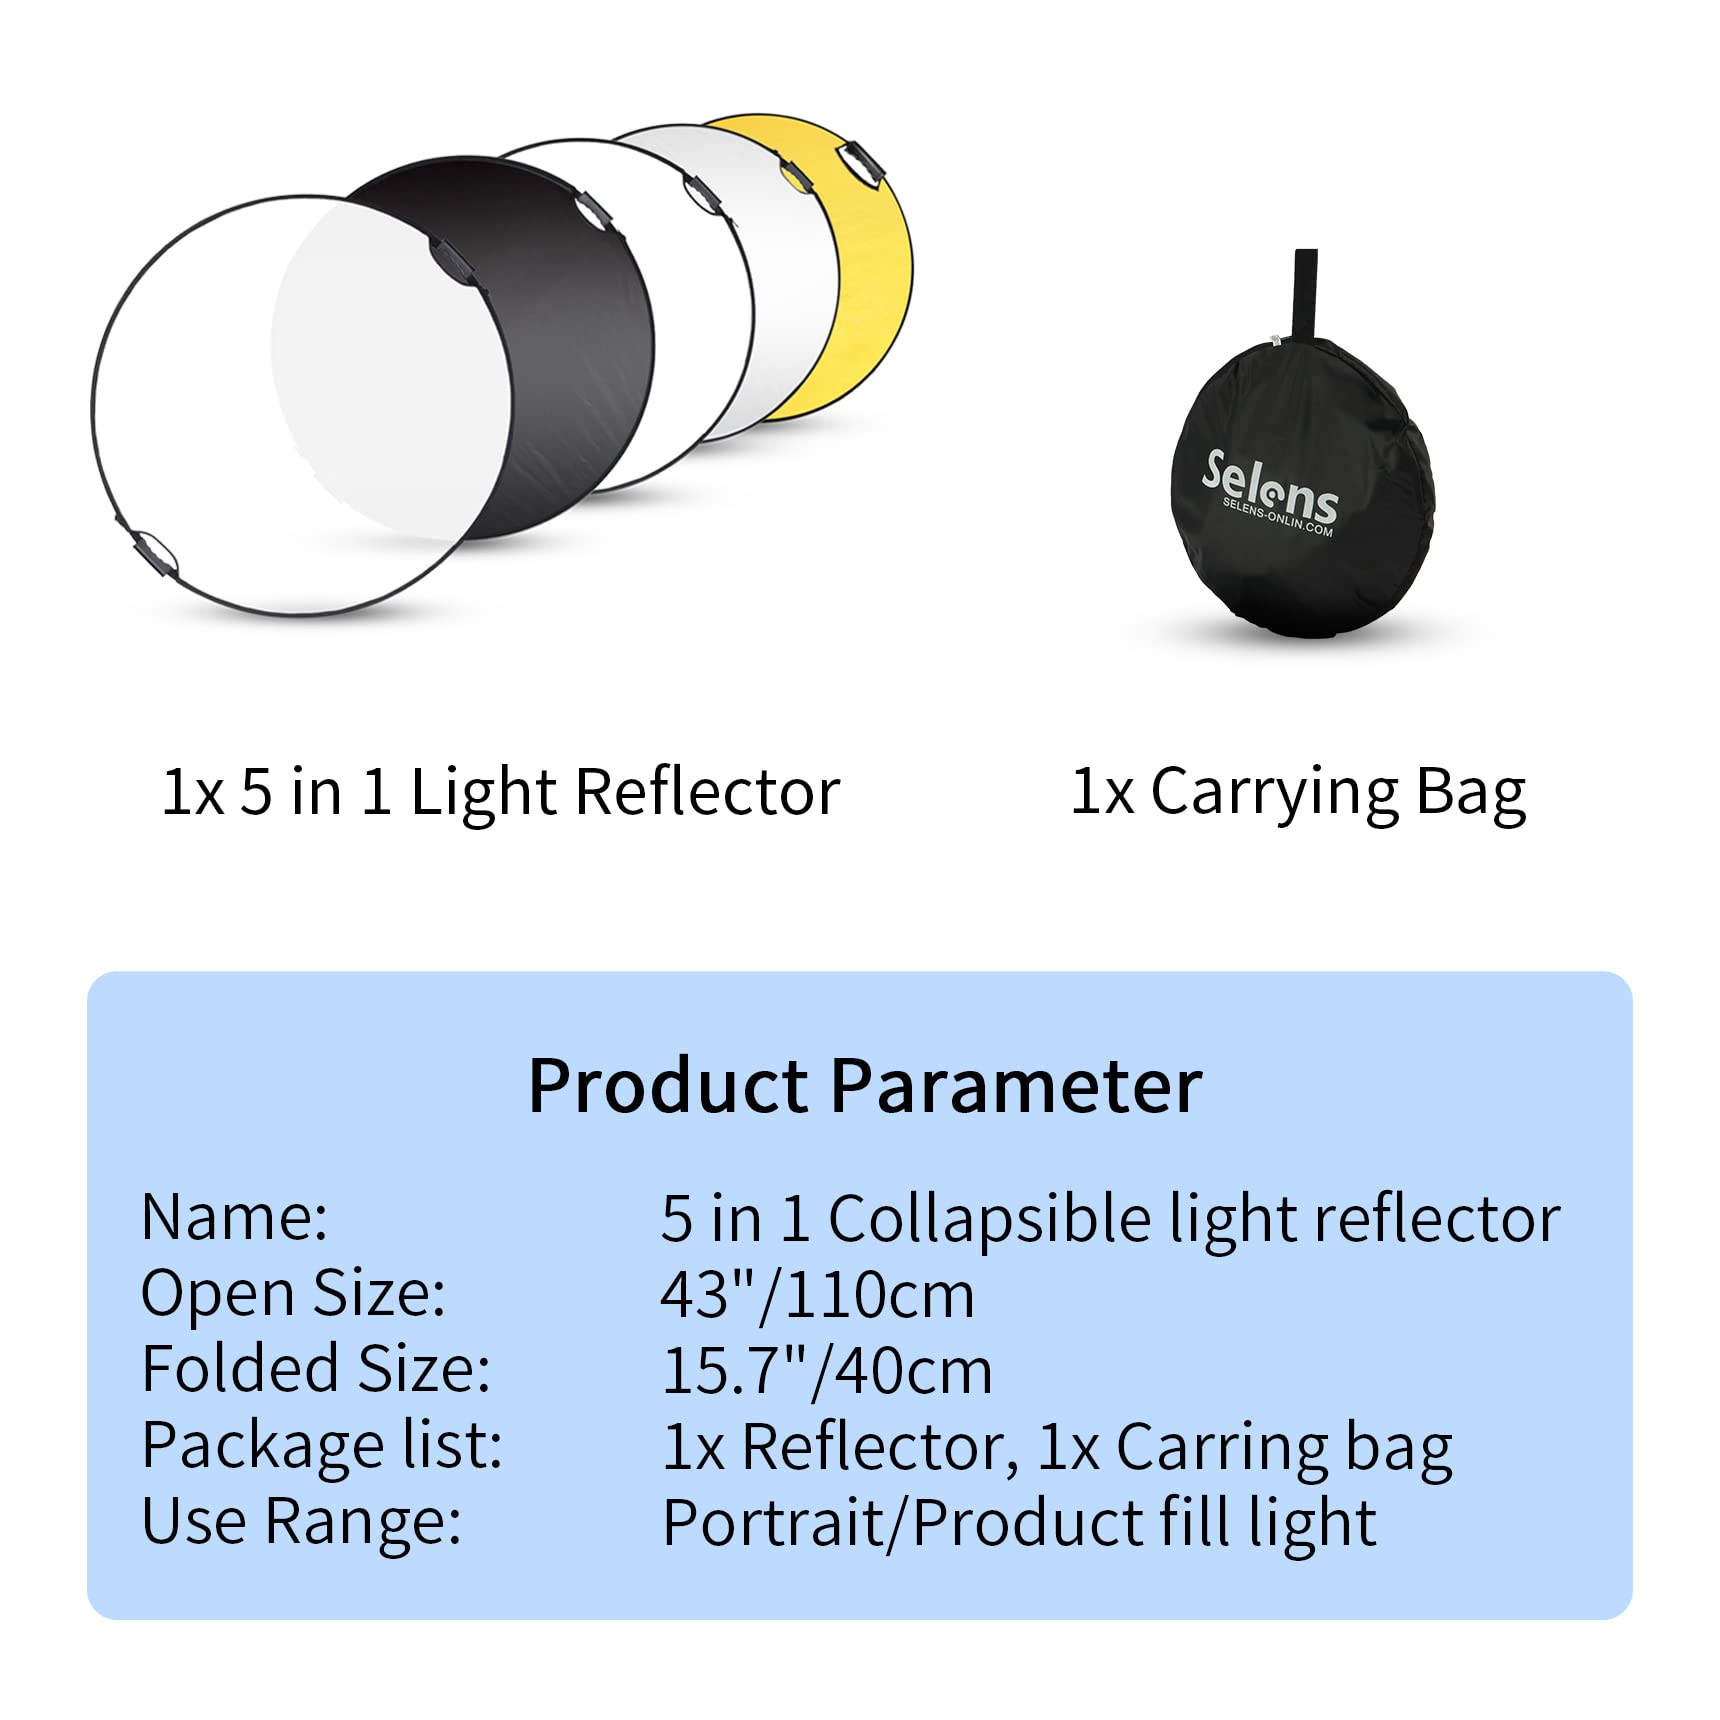 Selens
SELENS-ONLIN.COM
1x 5 in 1 Light Reflector
1x Carrying Bag
Product Parameter
Name: 5 in 1 Collapsible light reflector
Open Size: 43"/110cm
Folded Size: 15.7"/40cm
Package list: 1x Reflector, 1x Carring bag
Use Range: Portrait/Product fill light